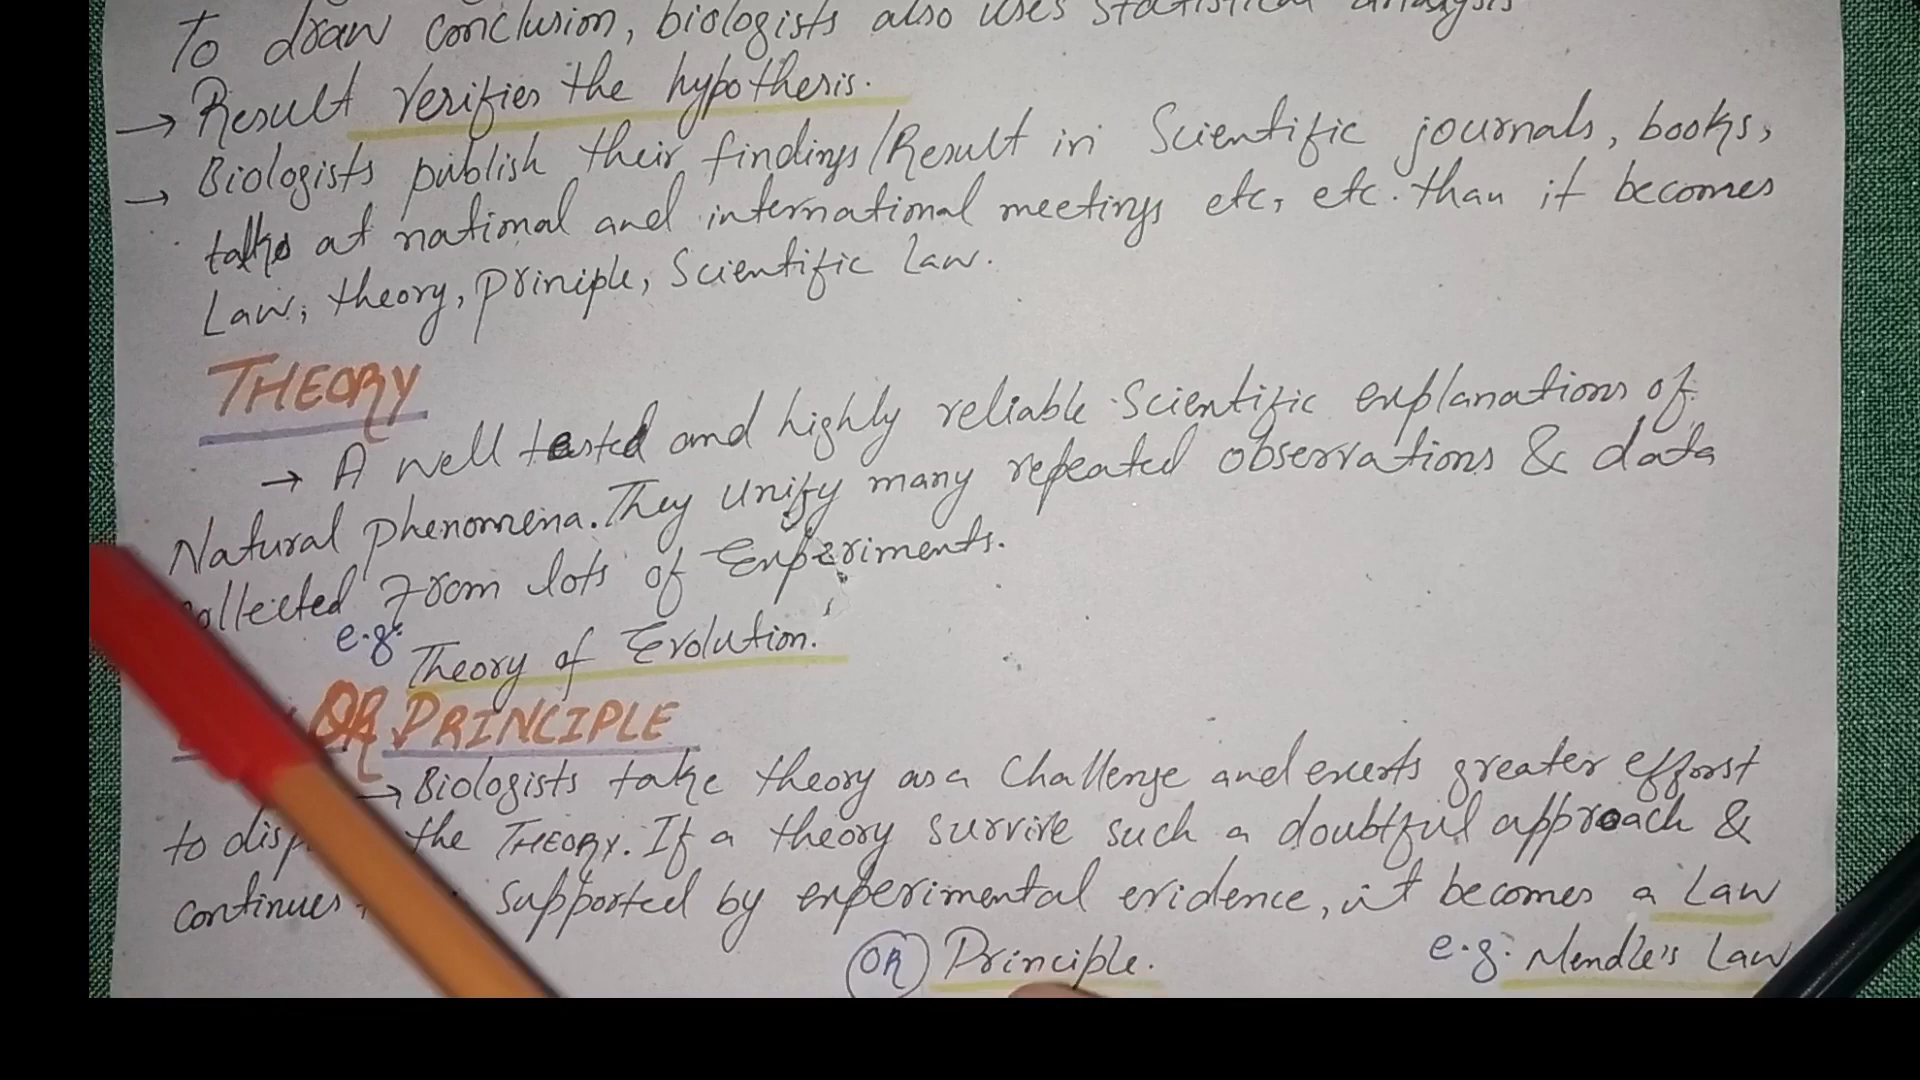 To draw conclusion, biologists also uses statistical analysis
→ Result verifies the hypothesis.
→ Biologists publish their findings/Result in Scientific journals, books,
talks at national and international meetings etc, etc. than it becomes
Law, theory, priniple, Scientific Law.
THEORY
→ A well tested and highly reliable Scientific explanations of
Natural phenomena. They unify many repeated observations & data
collected from lots of Experiments.
e.g: Theory of Evolution.
OR PRINCIPLE
→ Biologists take theory as a Challenge and exerts greater effort
to the THEORY. If a theory survive such a doubtful approach &
continues supported by experimental evidence, it becomes a Law
OR Principle. e.g: Mendle's Law